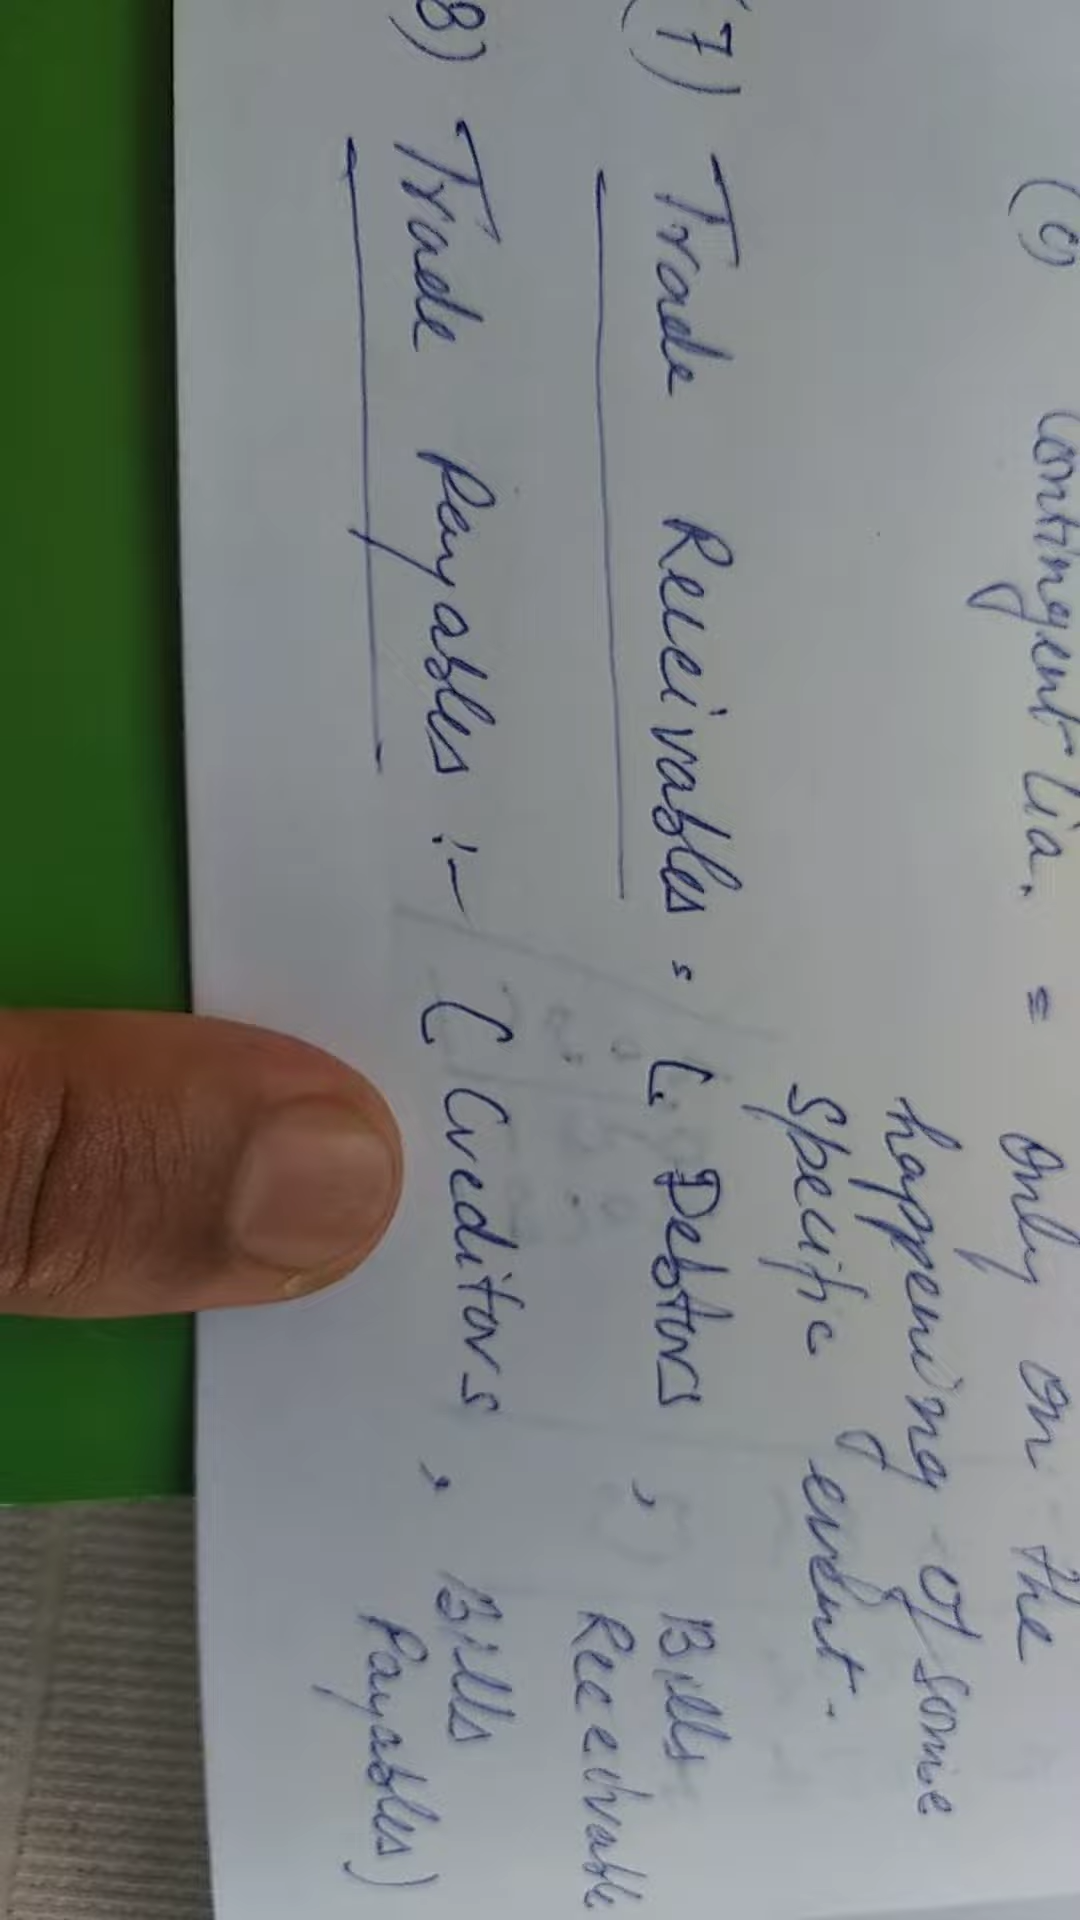 (c) Contingent Lia. = Only on the
happening of some
specific event.
(7) Trade Receivables = (. Debtors , Bills
Receivable
8) Trade Payables :- ( Creditors , Bills
Payables)